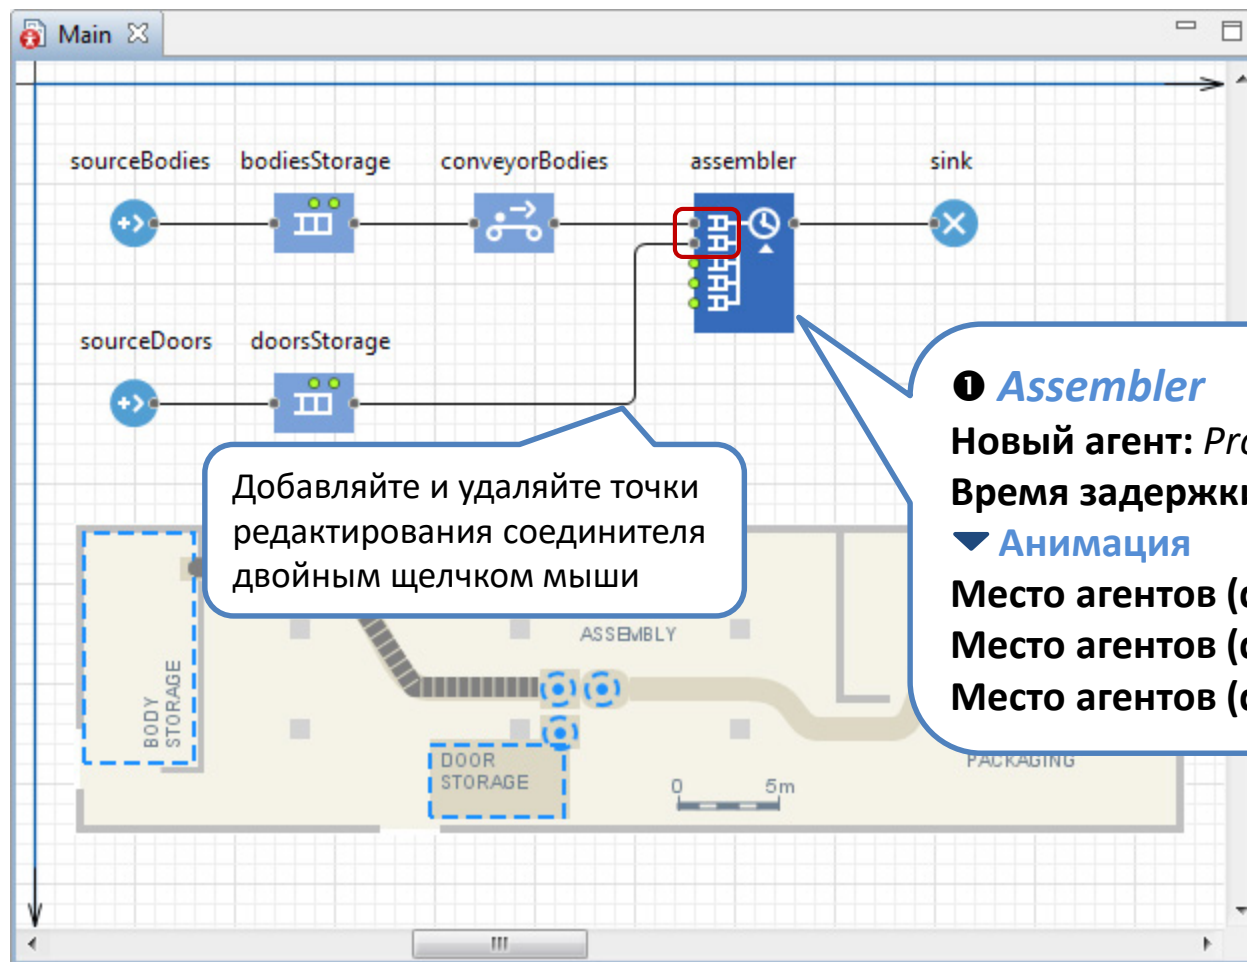 Main
sourceBodies bodiesStorage conveyorBodies assembler sink
sourceDoors doorsStorage
❶ Assembler
Новый агент:
Время задержки
Анимация
Место агентов
Место агентов
Место агентов
Добавляйте и удаляйте точки
редактирования соединителя
двойным щелчком мыши
ASSEMBLY
BODY
STORAGE
DOOR
STORAGE
0 5m
PACKAGING